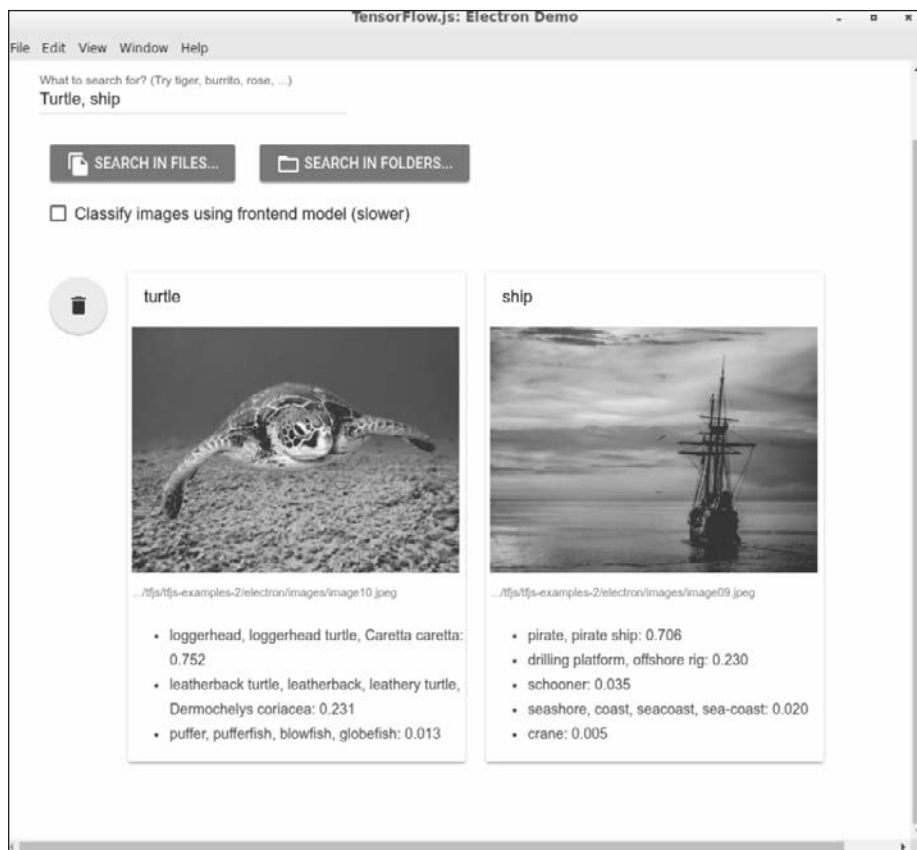 TensorFlow.js: Electron Demo
File Edit View Window Help
What to search for? (Try tiger, burrito, rose, ...)
Turtle, ship
SEARCH IN FILES... SEARCH IN FOLDERS...
Classify images using frontend model (slower)
turtle
.../tfjs/tfjs-examples-2/electron/images/image10.jpeg
• loggerhead, loggerhead turtle, Caretta caretta:
0.752
• leatherback turtle, leatherback, leathery turtle,
Dermochelys coriacea: 0.231
• puffer, pufferfish, blowfish, globefish: 0.013
ship
.../tfjs/tfjs-examples-2/electron/images/image09.jpeg
• pirate, pirate ship: 0.706
• drilling platform, offshore rig: 0.230
• schooner: 0.035
• seashore, coast, seacoast, sea-coast: 0.020
• crane: 0.005